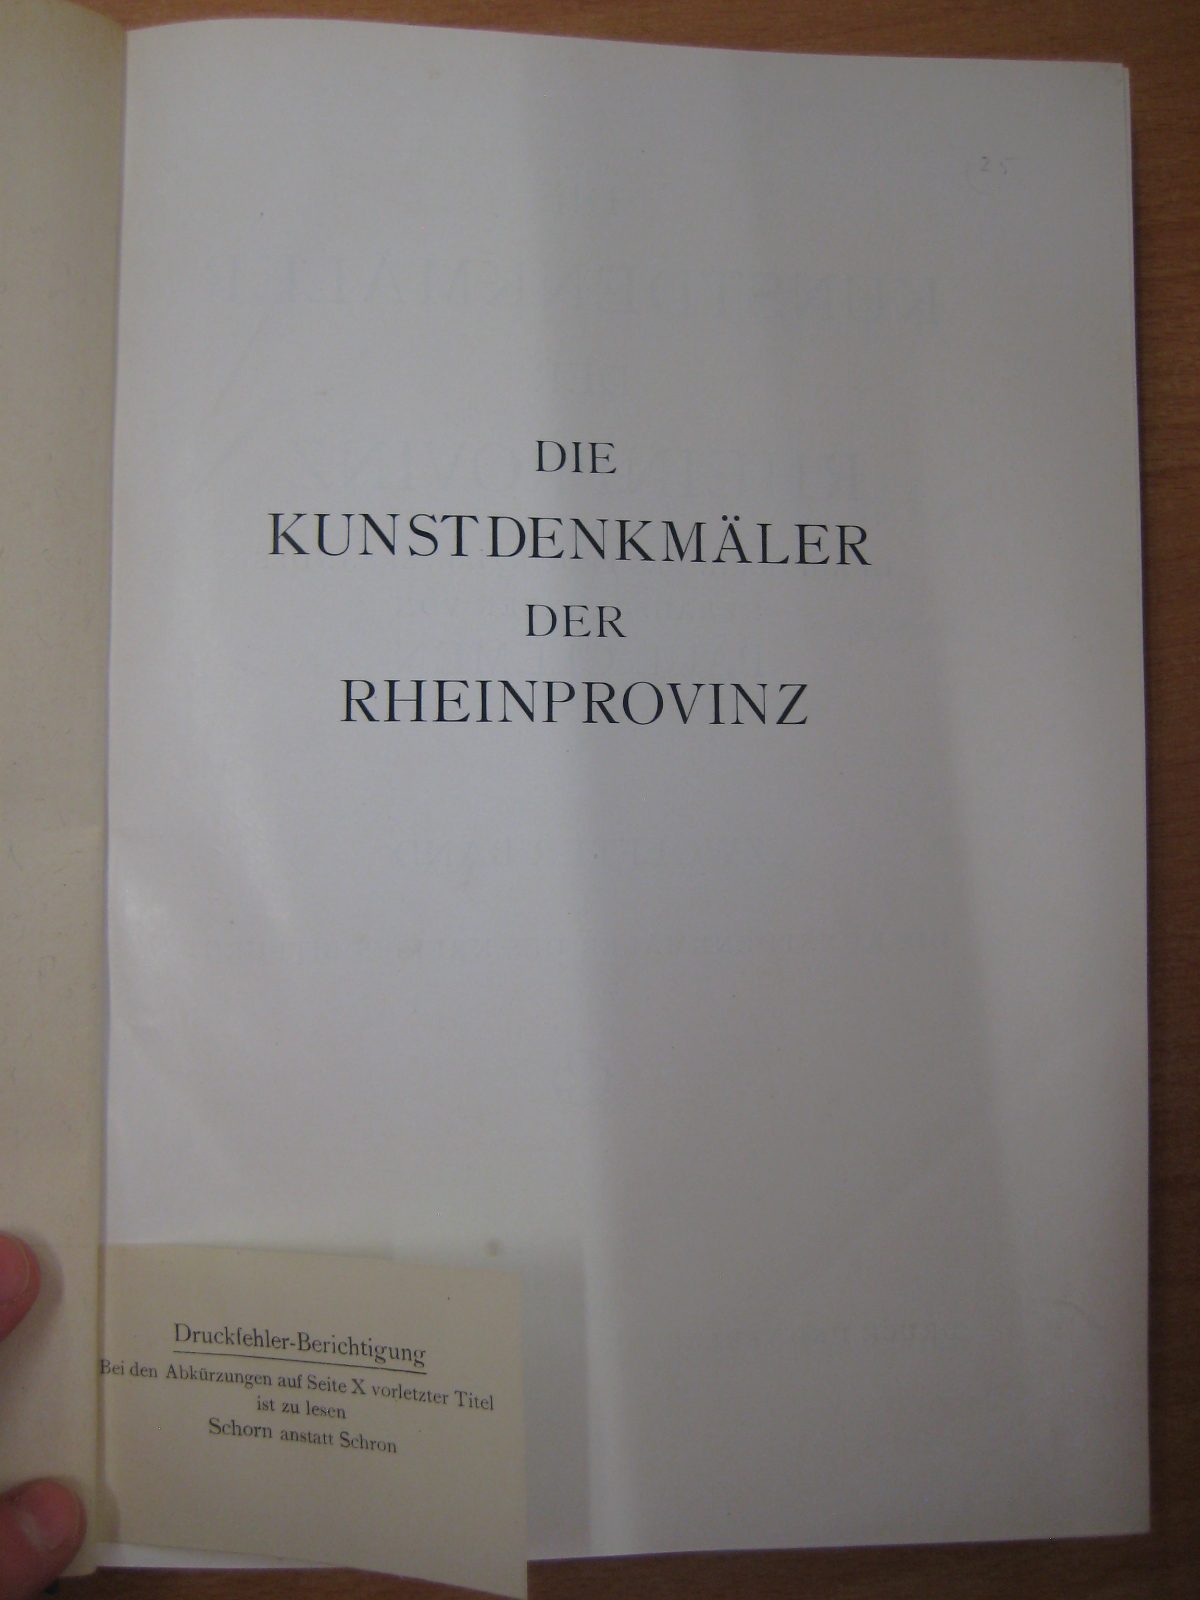 25
DIE
KUNSTDENKMÄLER
DER
RHEINPROVINZ
Druckfehler-Berichtigung
Bei den Abkürzungen auf Seite X vorletzter Titel
ist zu lesen
Schorn anstatt Schron